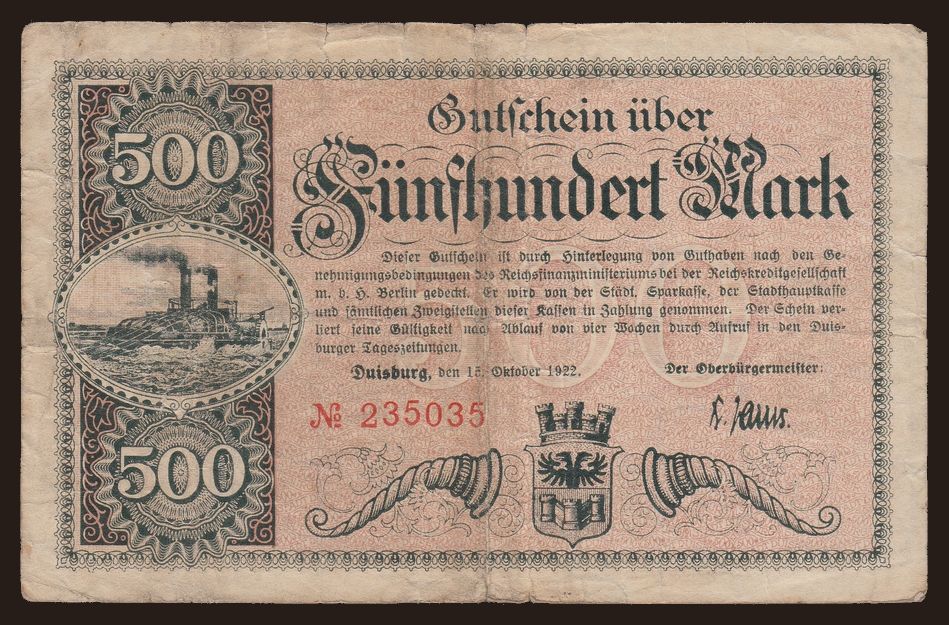 500
Gutschein über
Fünfhundert Mark
Dieser Gutschein ist durch Hinterlegung von Guthaben nach den Ge-
nehmigungsbedingungen des Reichsfinanzministeriums bei der Reichskreditgesellschaft
m. b. H. Berlin gedeckt. Er wird von der Städt. Sparkasse, der Stadthauptkasse
und sämtlichen Zweigstellen dieser Kassen in Zahlung genommen. Der Schein ver-
liert seine Gültigkeit nach Ablauf von vier Wochen durch Aufruf in den Duis-
burger Tageszeitungen.
500
Duisburg, den 15. Oktober 1922. Der Oberbürgermeister:
№ 235035
500